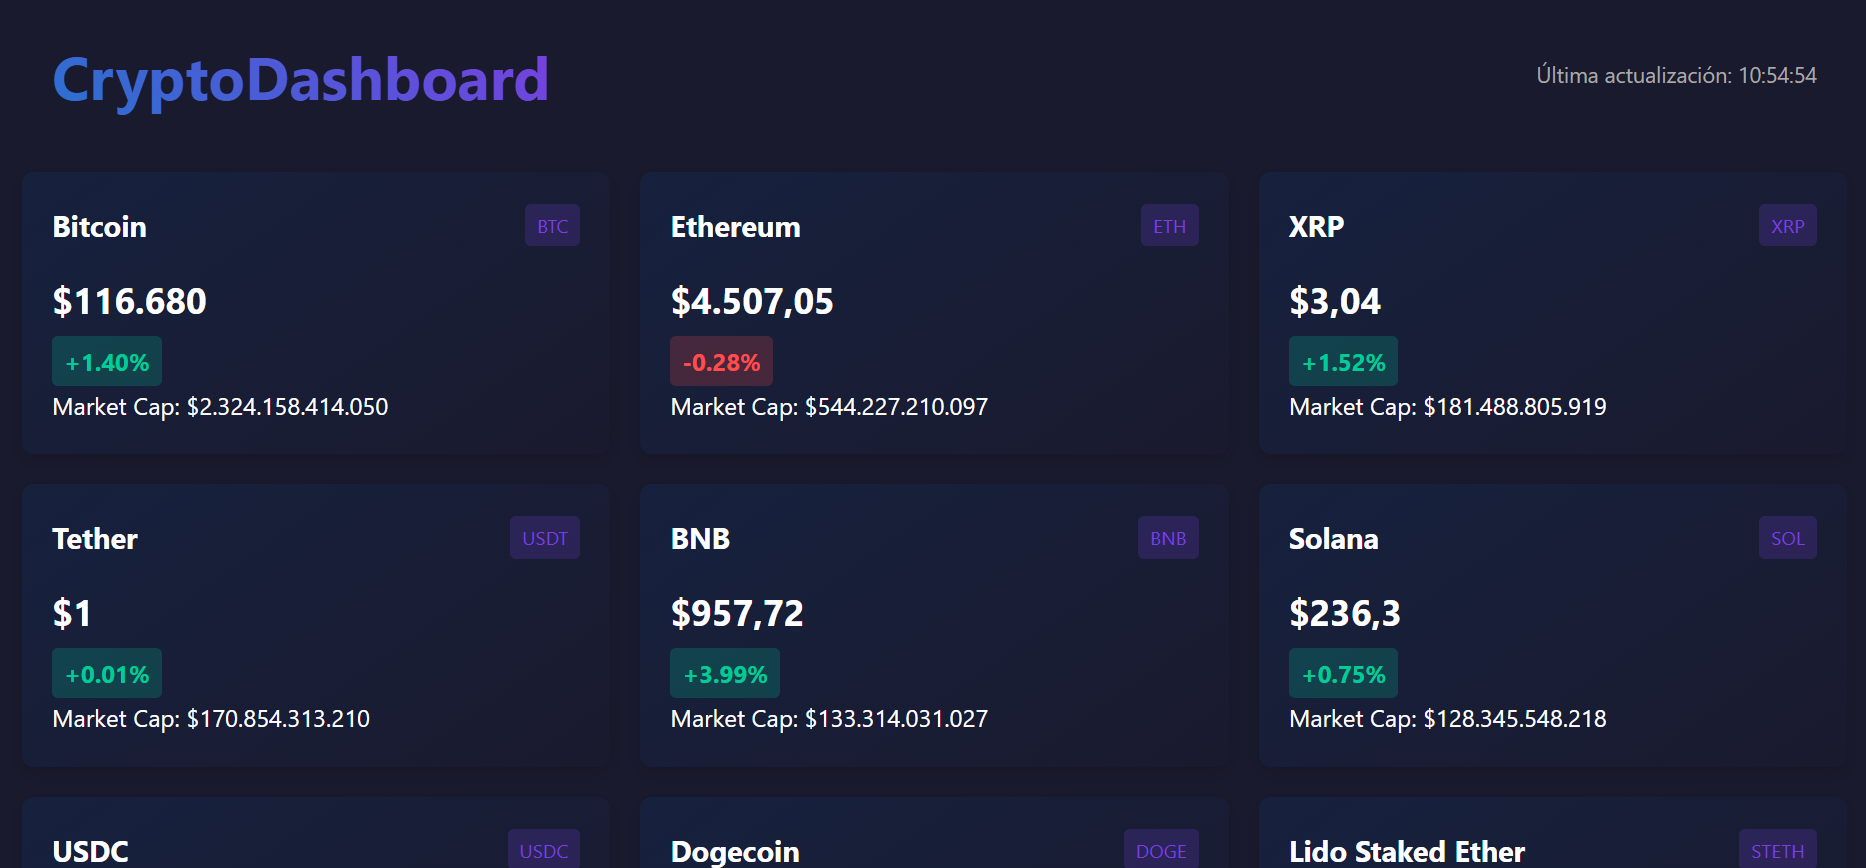 CryptoDashboard
Última actualización: 10:54:54
Bitcoin
BTC
$116.680
+1.40%
Market Cap: $2.324.158.414.050
Ethereum
ETH
$4.507,05
-0.28%
Market Cap: $544.227.210.097
XRP
XRP
$3,04
+1.52%
Market Cap: $181.488.805.919
Tether
USDT
$1
+0.01%
Market Cap: $170.854.313.210
BNB
BNB
$957,72
+3.99%
Market Cap: $133.314.031.027
Solana
SOL
$236,3
+0.75%
Market Cap: $128.345.548.218
USDC
USDC
Dogecoin
DOGE
Lido Staked Ether
STETH